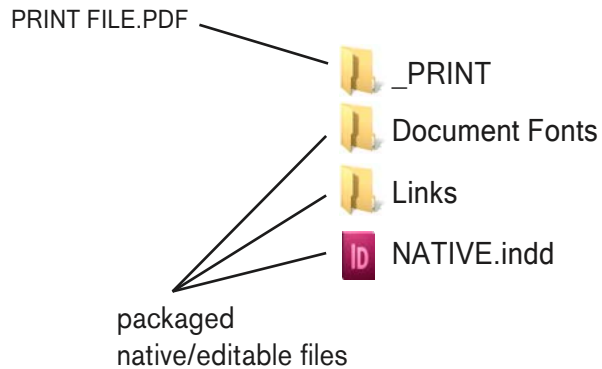 PRINT FILE.PDF
_PRINT
Document Fonts
Links
ID NATIVE.indd
packaged
native/editable files